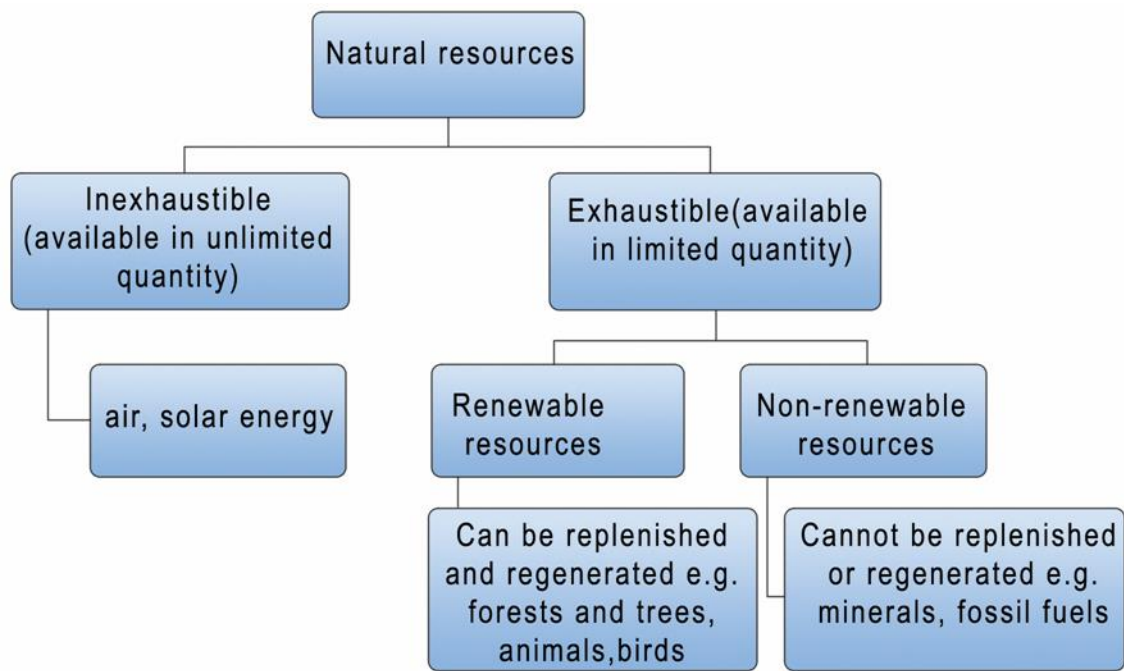 Natural resources
Inexhaustible
(available in unlimited
quantity)
Exhaustible(available
in limited quantity)
air, solar energy
Renewable
resources
Non-renewable
resources
Can be replenished
and regenerated e.g.
forests and trees,
animals,birds
Cannot be replenished
or regenerated e.g.
minerals, fossil fuels